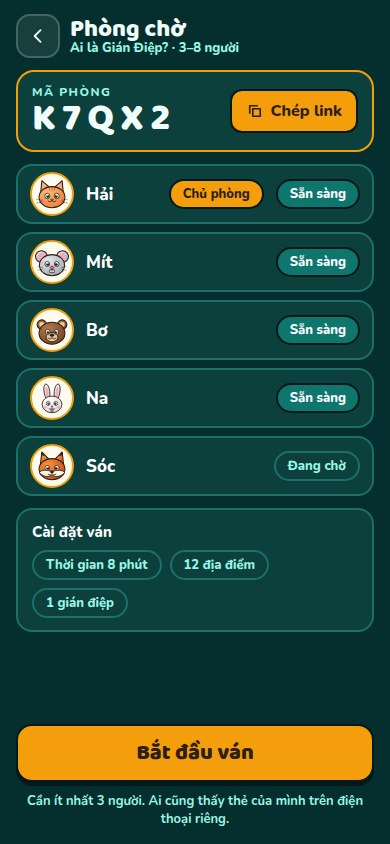 Phòng chờ
Ai là Gián Điệp? · 3–8 người
MÃ PHÒNG
K7QX2
Chép link
Hải
Chủ phòng
Sẵn sàng
Mít
Sẵn sàng
Bơ
Sẵn sàng
Na
Sẵn sàng
Sóc
Đang chờ
Cài đặt ván
Thời gian 8 phút
12 địa điểm
1 gián điệp
Bắt đầu ván
Cần ít nhất 3 người. Ai cũng thấy thẻ của mình trên điện
thoại riêng.